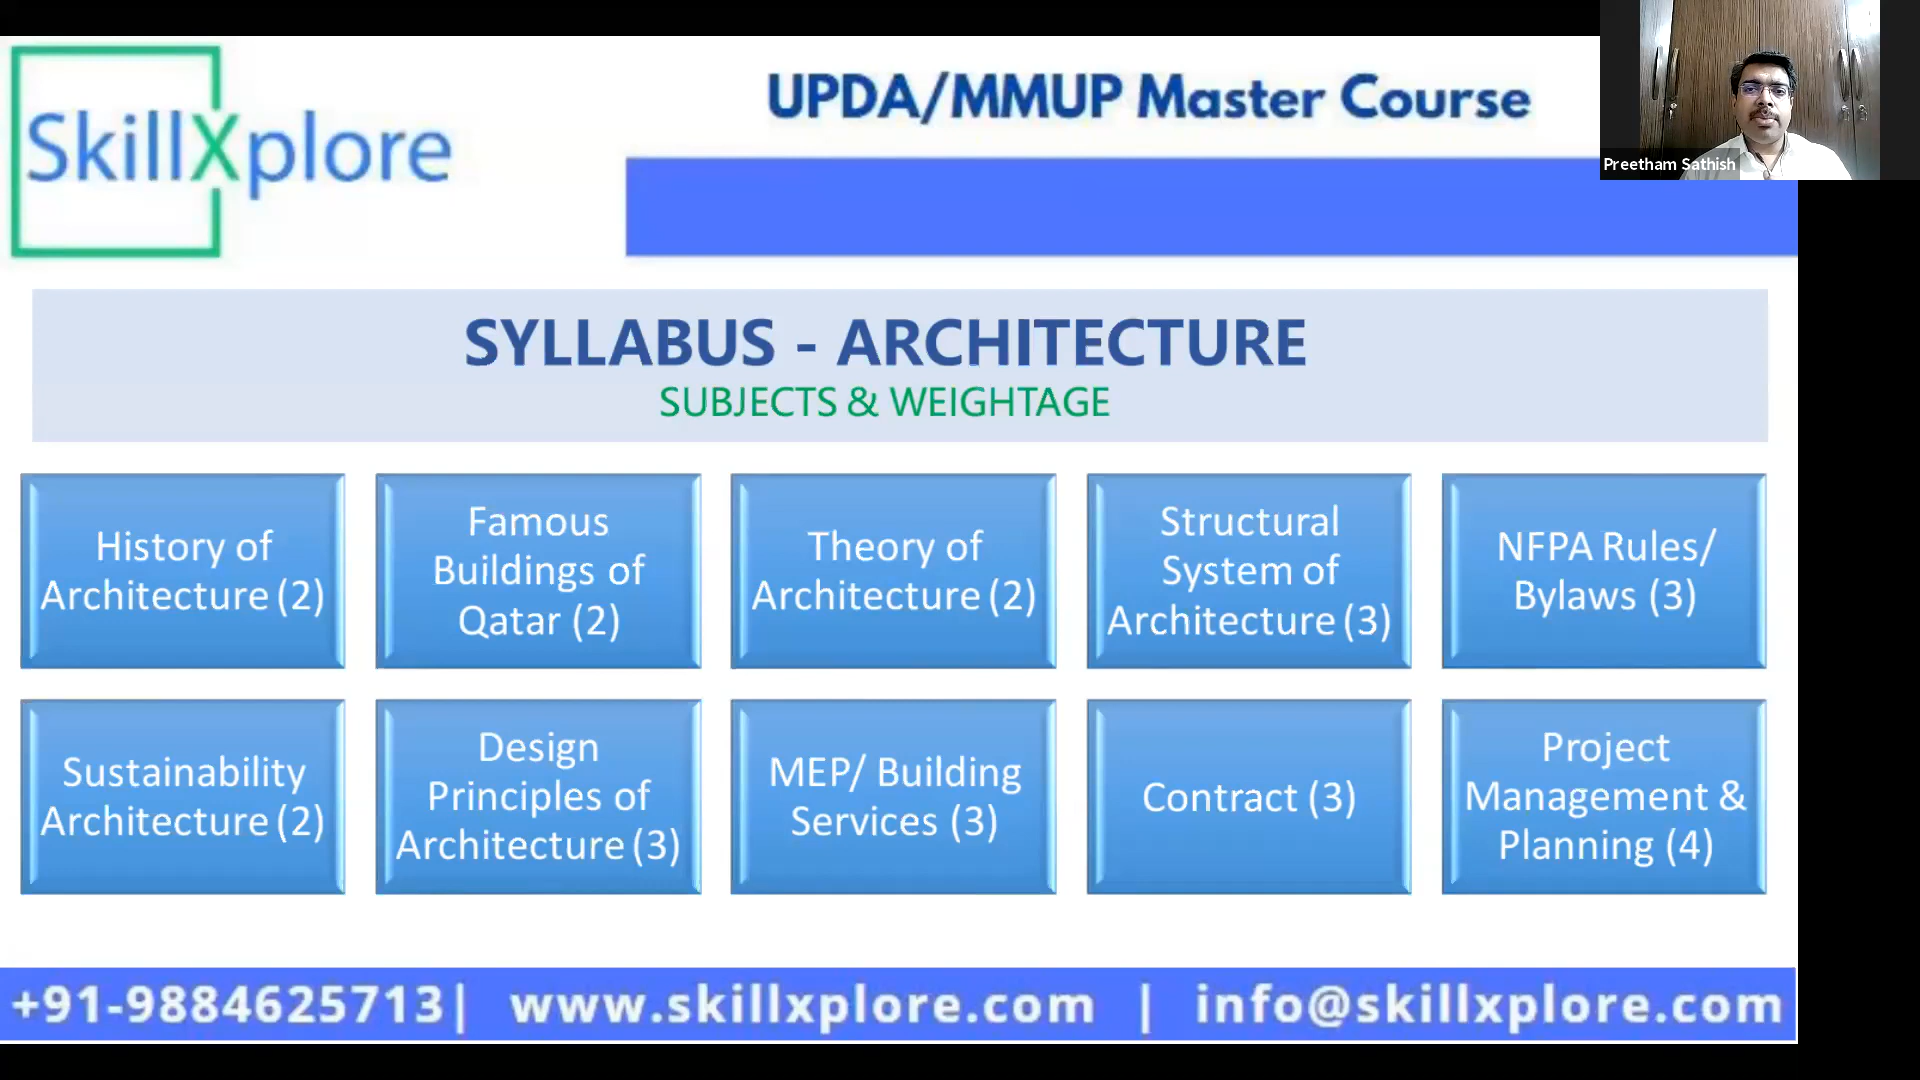 SkillXplore
UPDA/MMUP Master Course
Preetham Sathish
SYLLABUS - ARCHITECTURE
SUBJECTS & WEIGHTAGE
History of
Architecture (2)
Famous
Buildings of
Qatar (2)
Theory of
Architecture (2)
Structural
System of
Architecture (3)
NFPA Rules/
Bylaws (3)
Sustainability
Architecture (2)
Design
Principles of
Architecture (3)
MEP/ Building
Services (3)
Contract (3)
Project
Management &
Planning (4)
+91-9884625713| www.skillxplore.com | info@skillxplore.com